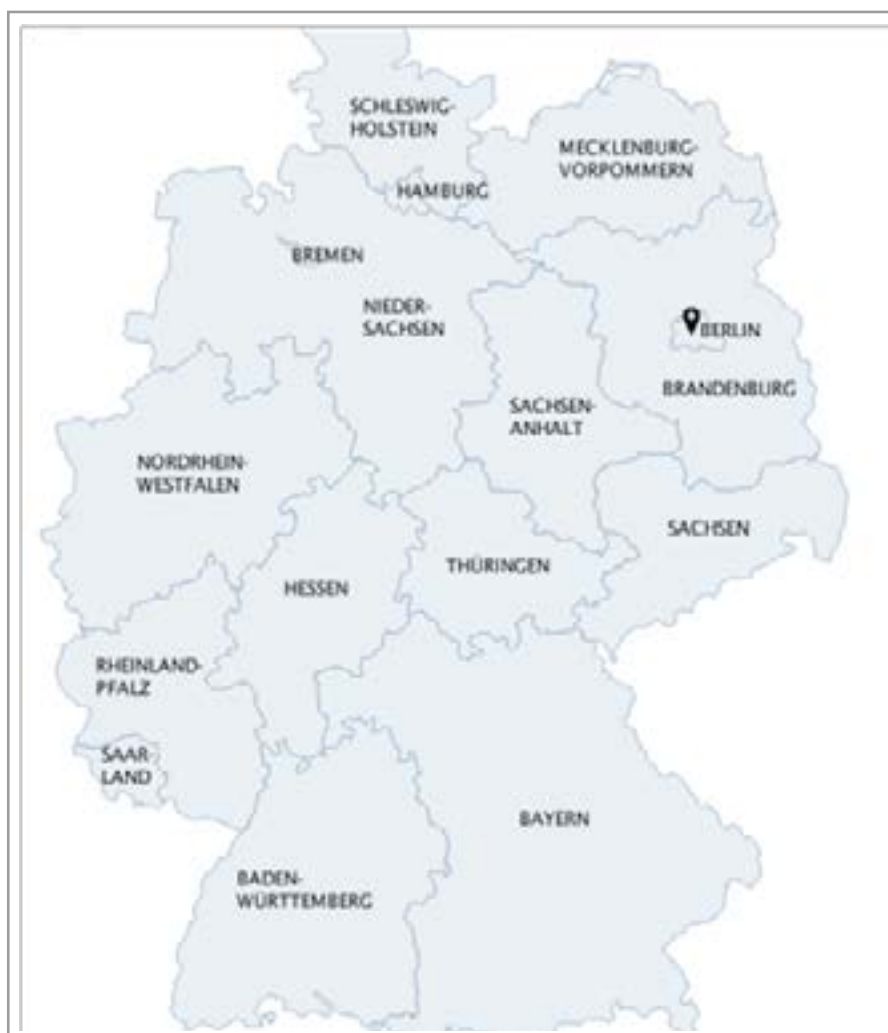 SCHLESWIG-
HOLSTEIN
MECKLENBURG-
VORPOMMERN
HAMBURG
BREMEN
NIEDER-
SACHSEN
BERLIN
BRANDENBURG
SACHSEN-
ANHALT
NORDRHEIN-
WESTFALEN
SACHSEN
THÜRINGEN
HESSEN
RHEINLAND-
PFALZ
SAAR-
LAND
BAYERN
BADEN-
WÜRTTEMBERG